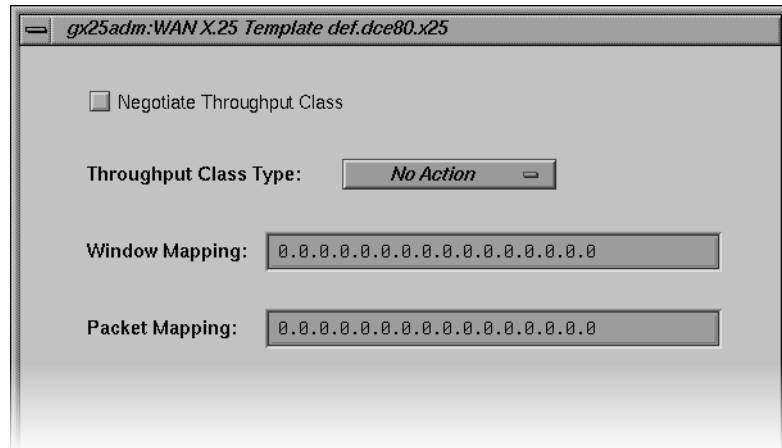 gx25adm:WAN X.25 Template def.dce80.x25
Negotiate Throughput Class
Throughput Class Type: No Action
Window Mapping: 0.0.0.0.0.0.0.0.0.0.0.0.0.0.0.0
Packet Mapping: 0.0.0.0.0.0.0.0.0.0.0.0.0.0.0.0